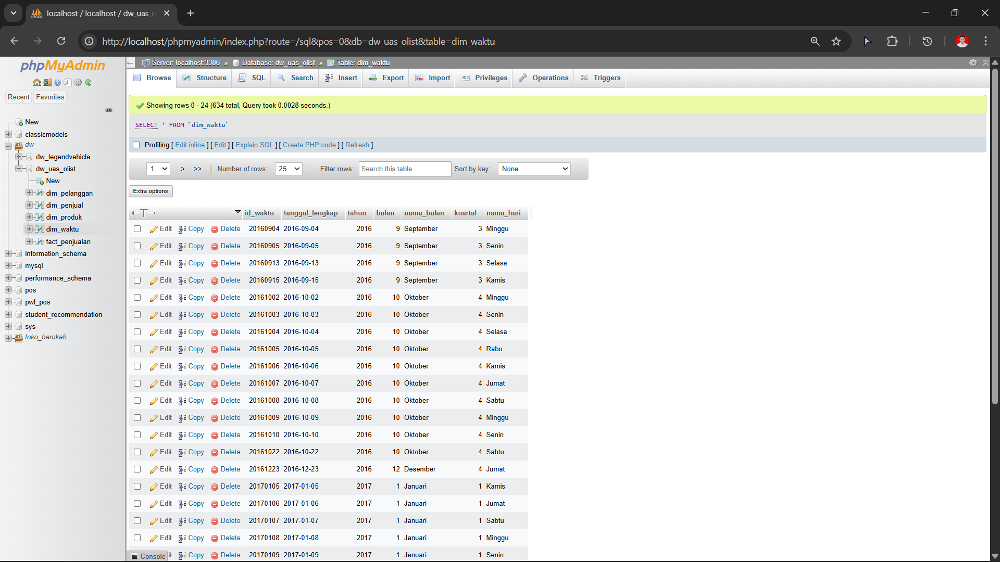 localhost / localhost / dw_uas_o
http://localhost/phpmyadmin/index.php?route=/sql&pos=0&db=dw_uas_olist&table=dim_waktu
phpMyAdmin
Recent Favorites
New
classicmodels
dw
dw_legendvehicle
dw_uas_olist
New
dim_pelanggan
dim_penjual
dim_produk
dim_waktu
fact_penjualan
information_schema
mysql
performance_schema
pos
pwl_pos
student_recommendation
sys
toko_barokah
Server: localhost:3306 » Database: dw_uas_olist » Table: dim_waktu
Browse Structure SQL Search Insert Export Import Privileges Operations Triggers
Showing rows 0 - 24 (634 total, Query took 0.0028 seconds.)
SELECT * FROM `dim_waktu`
Profiling [ Edit inline ] [ Edit ] [ Explain SQL ] [ Create PHP code ] [ Refresh ]
1 > >> | Number of rows: 25 Filter rows: Search this table Sort by key: None
Extra options
←T→ id_waktu tanggal_lengkap tahun bulan nama_bulan kuartal nama_hari
Edit Copy Delete 20160904 2016-09-04 2016 9 September 3 Minggu
Edit Copy Delete 20160905 2016-09-05 2016 9 September 3 Senin
Edit Copy Delete 20160913 2016-09-13 2016 9 September 3 Selasa
Edit Copy Delete 20160915 2016-09-15 2016 9 September 3 Kamis
Edit Copy Delete 20161002 2016-10-02 2016 10 Oktober 4 Minggu
Edit Copy Delete 20161003 2016-10-03 2016 10 Oktober 4 Senin
Edit Copy Delete 20161004 2016-10-04 2016 10 Oktober 4 Selasa
Edit Copy Delete 20161005 2016-10-05 2016 10 Oktober 4 Rabu
Edit Copy Delete 20161006 2016-10-06 2016 10 Oktober 4 Kamis
Edit Copy Delete 20161007 2016-10-07 2016 10 Oktober 4 Jumat
Edit Copy Delete 20161008 2016-10-08 2016 10 Oktober 4 Sabtu
Edit Copy Delete 20161009 2016-10-09 2016 10 Oktober 4 Minggu
Edit Copy Delete 20161010 2016-10-10 2016 10 Oktober 4 Senin
Edit Copy Delete 20161022 2016-10-22 2016 10 Oktober 4 Sabtu
Edit Copy Delete 20161223 2016-12-23 2016 12 Desember 4 Jumat
Edit Copy Delete 20170105 2017-01-05 2017 1 Januari 1 Kamis
Edit Copy Delete 20170106 2017-01-06 2017 1 Januari 1 Jumat
Edit Copy Delete 20170107 2017-01-07 2017 1 Januari 1 Sabtu
Edit Copy Delete 20170108 2017-01-08 2017 1 Januari 1 Minggu
Console it Copy Delete 20170109 2017-01-09 2017 1 Januari 1 Senin